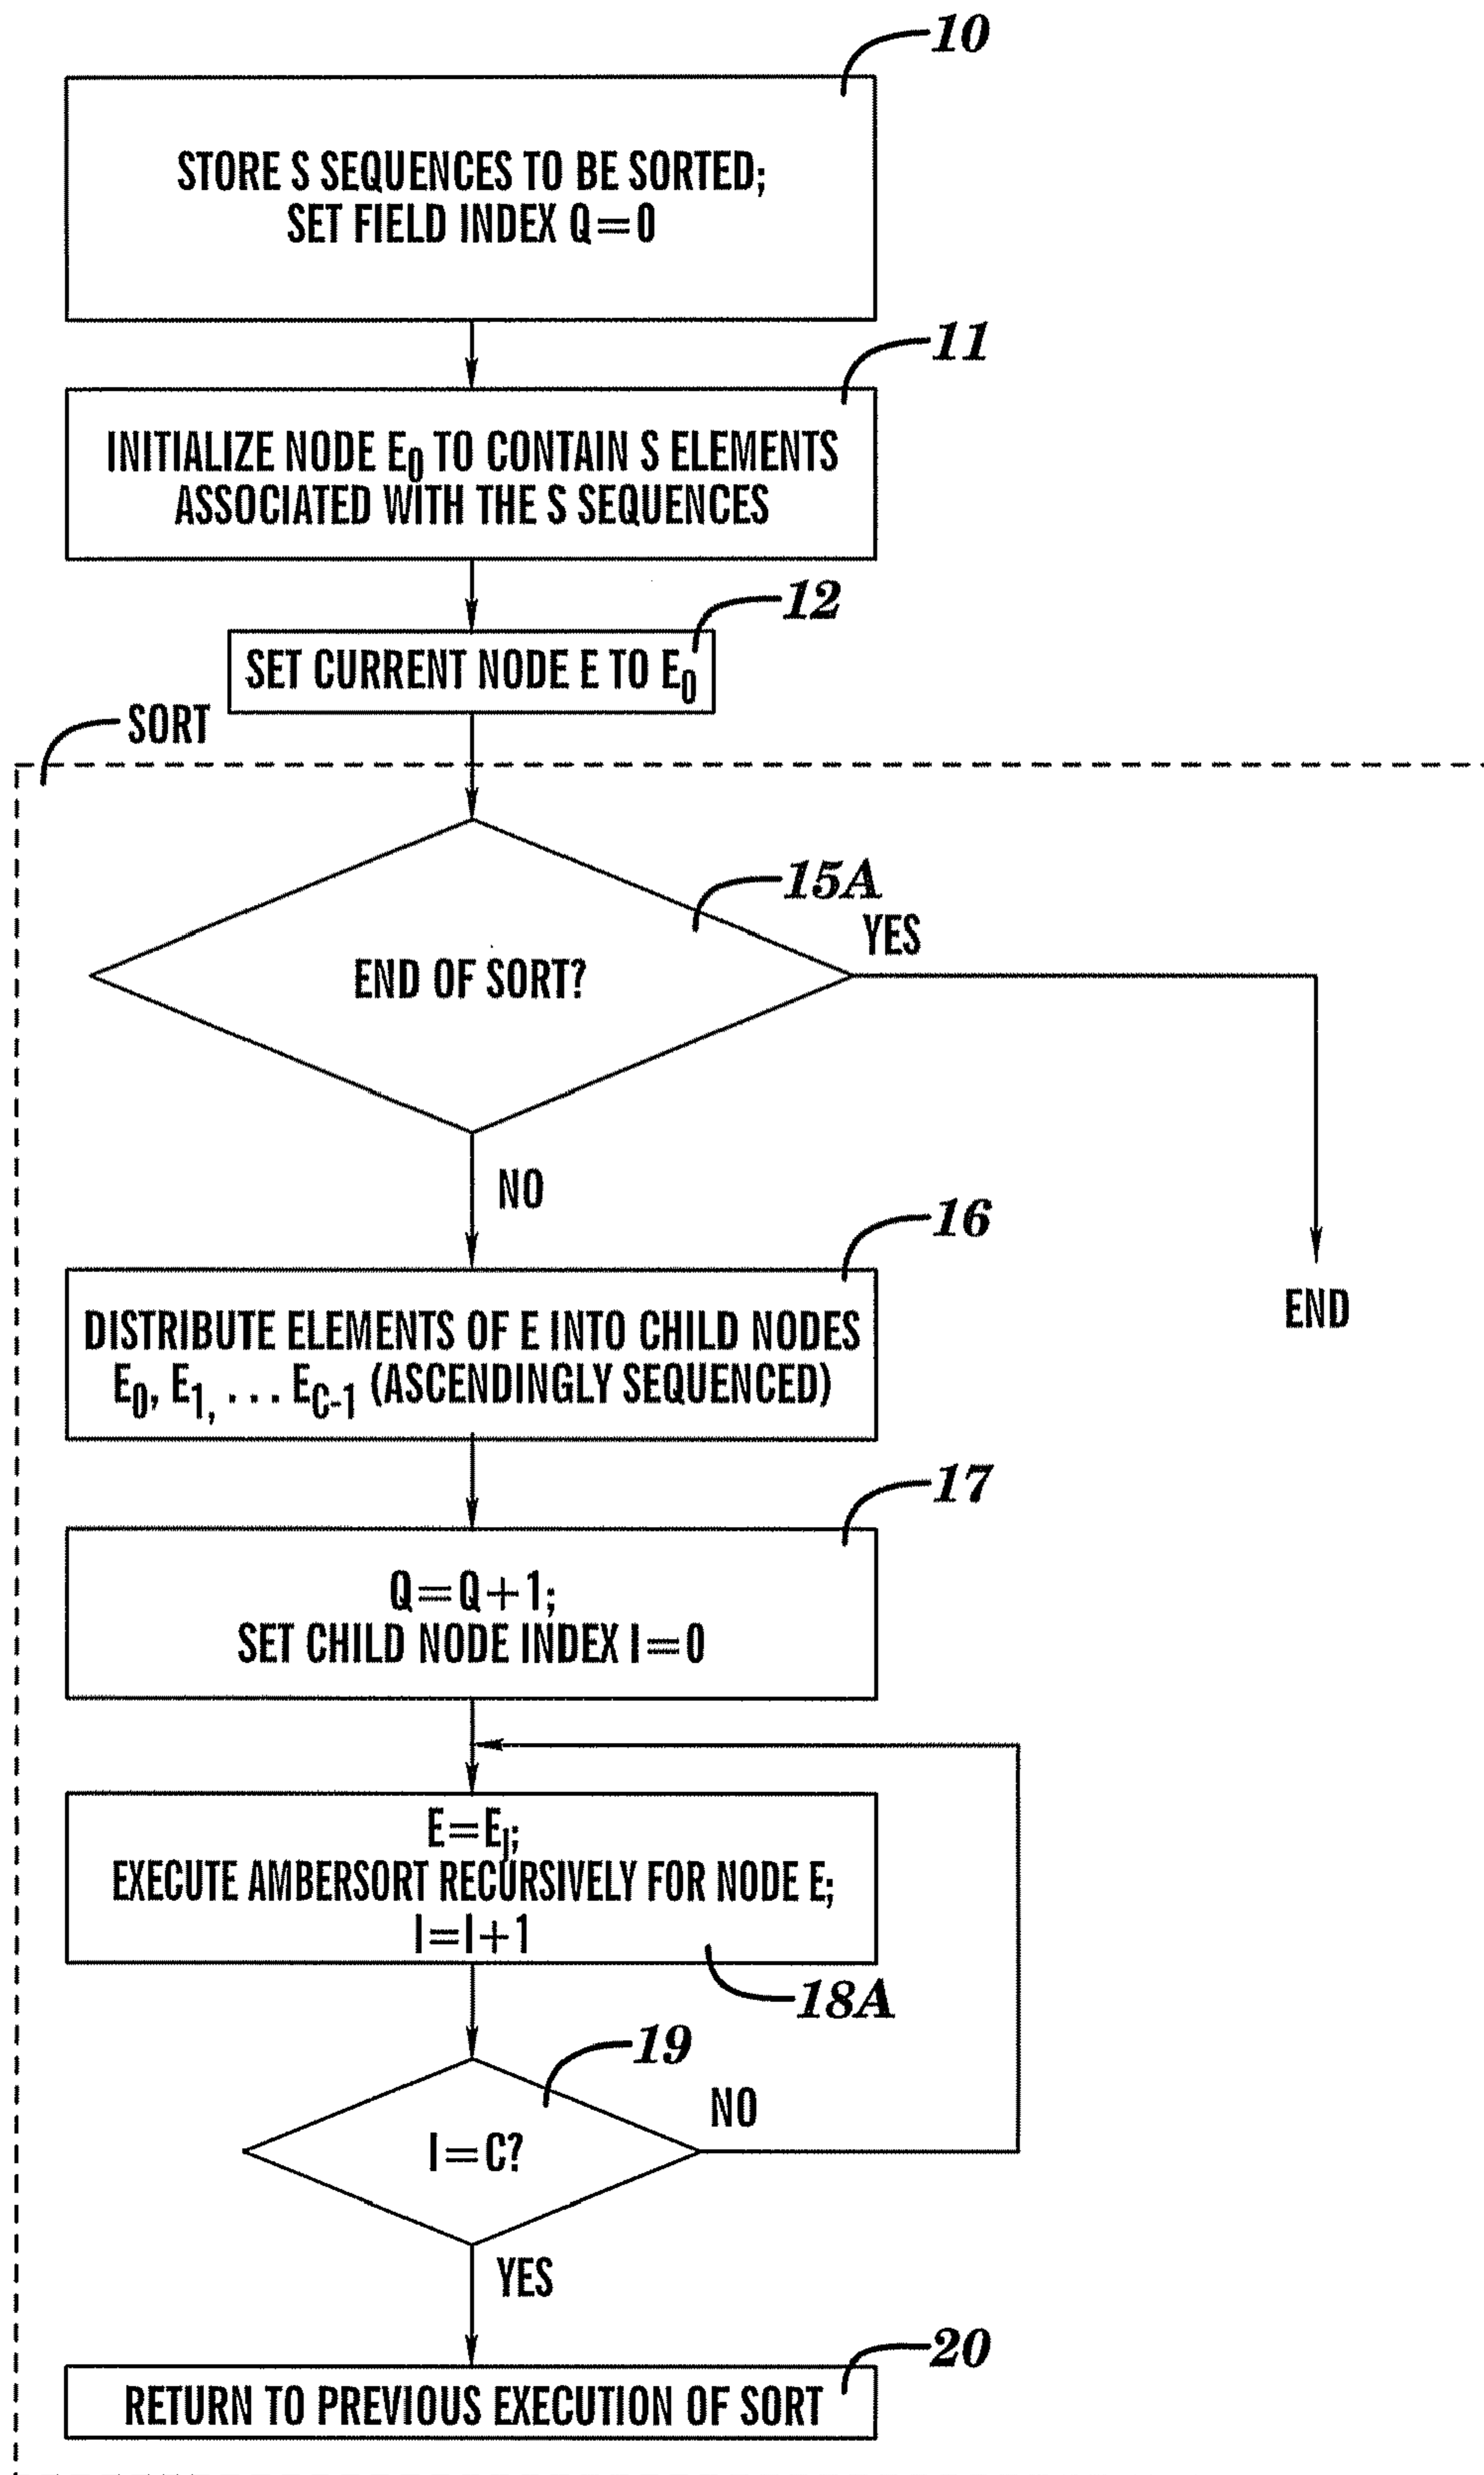 10
STORE S SEQUENCES TO BE SORTED;
SET FIELD INDEX Q=0
11
INITIALIZE NODE E0 TO CONTAIN S ELEMENTS
ASSOCIATED WITH THE S SEQUENCES
12
SET CURRENT NODE E TO E0
SORT
15A
END OF SORT?
YES
NO
END
16
DISTRIBUTE ELEMENTS OF E INTO CHILD NODES
E0, E1, ... EC-1 (ASCENDINGLY SEQUENCED)
17
Q=Q+1;
SET CHILD NODE INDEX I=0
E=EI;
EXECUTE AMBERSORT RECURSIVELY FOR NODE E;
I=I+1
18A
19
I=C?
NO
YES
20
RETURN TO PREVIOUS EXECUTION OF SORT